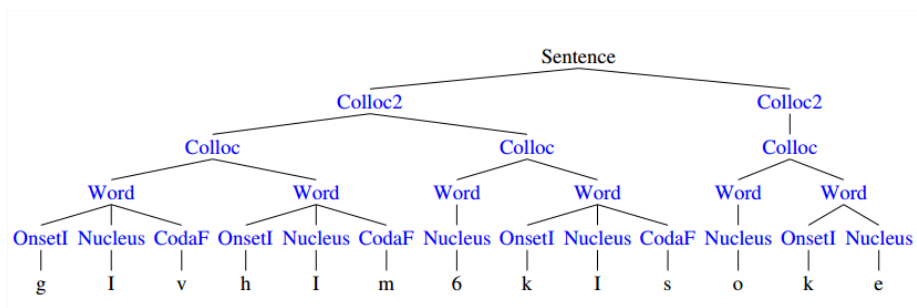 Sentence
Colloc2 Colloc2
Colloc Colloc Colloc
Word Word Word Word Word Word
OnsetI Nucleus CodaF OnsetI Nucleus CodaF Nucleus OnsetI Nucleus CodaF Nucleus OnsetI Nucleus
g I v h I m 6 k I s o k e